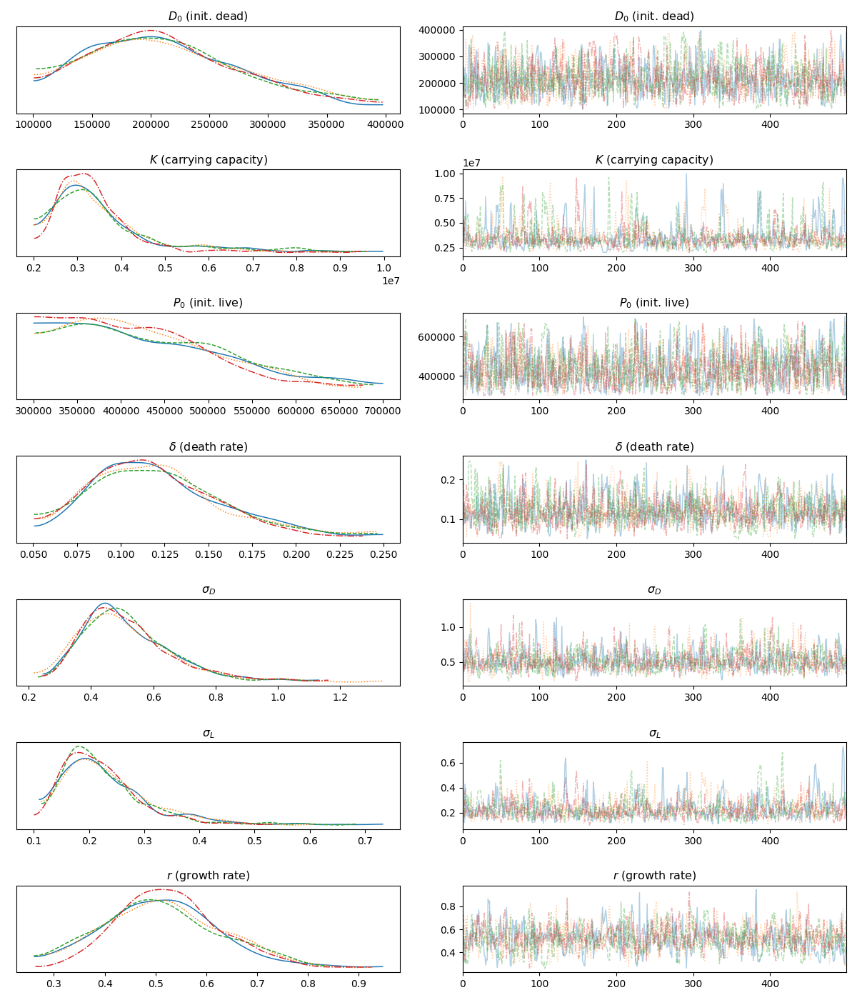 D₀ (init. dead) D₀ (init. dead)
400000
300000
200000
100000
100000 150000 200000 250000 300000 350000 400000 0 100 200 300 400
K (carrying capacity) K (carrying capacity)
1e7
1.00
0.75
0.50
0.25
0.2 0.3 0.4 0.5 0.6 0.7 0.8 0.9 1.0 0 100 200 300 400
1e7
P₀ (init. live) P₀ (init. live)
600000
400000
300000 350000 400000 450000 500000 550000 600000 650000 700000 0 100 200 300 400
δ (death rate) δ (death rate)
0.2
0.1
0.050 0.075 0.100 0.125 0.150 0.175 0.200 0.225 0.250 0 100 200 300 400
σ_D σ_D
1.0
0.5
0.2 0.4 0.6 0.8 1.0 1.2 0 100 200 300 400
σ_L σ_L
0.6
0.4
0.2
0.1 0.2 0.3 0.4 0.5 0.6 0.7 0 100 200 300 400
r (growth rate) r (growth rate)
0.8
0.6
0.4
0.3 0.4 0.5 0.6 0.7 0.8 0.9 0 100 200 300 400